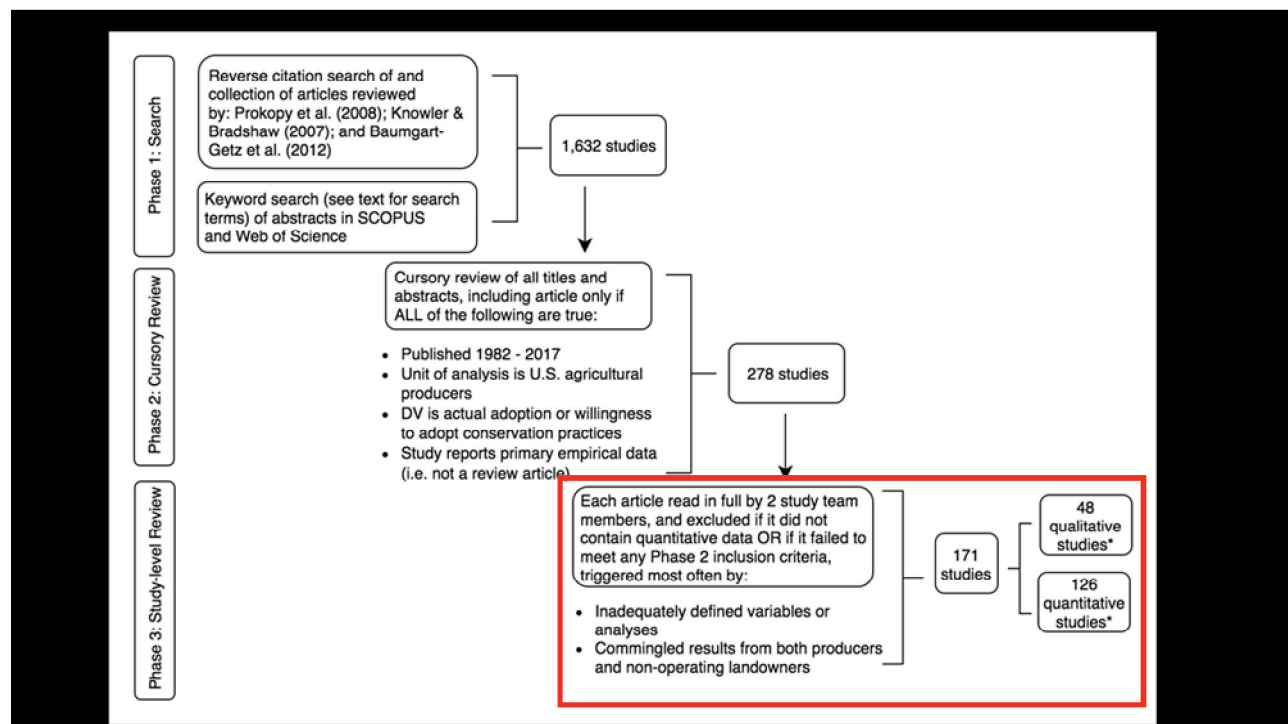 Phase 1: Search
Reverse citation search of and
collection of articles reviewed
by: Prokopy et al. (2008); Knowler &
Bradshaw (2007); and Baumgart-
Getz et al. (2012)
Keyword search (see text for search
terms) of abstracts in SCOPUS
and Web of Science
1,632 studies
Phase 2: Cursory Review
Cursory review of all titles and
abstracts, including article only if
ALL of the following are true:
• Published 1982 - 2017
• Unit of analysis is U.S. agricultural
producers
• DV is actual adoption or willingness
to adopt conservation practices
• Study reports primary empirical data
(i.e. not a review article)
278 studies
Phase 3: Study-level Review
Each article read in full by 2 study team
members, and excluded if it did not
contain quantitative data OR if it failed to
meet any Phase 2 inclusion criteria,
triggered most often by:
• Inadequately defined variables or
analyses
• Commingled results from both producers
and non-operating landowners
171
studies
48
qualitative
studies*
126
quantitative
studies*